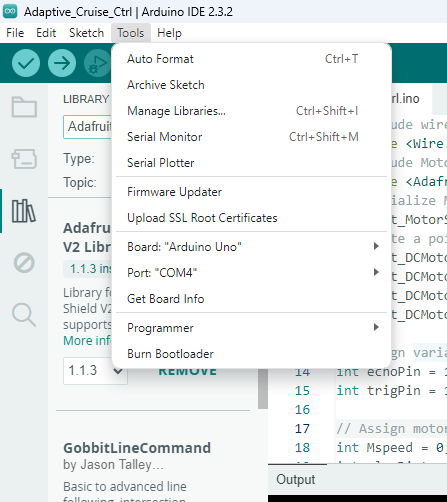 Adaptive_Cruise_Ctrl | Arduino IDE 2.3.2
File Edit Sketch Tools Help
Auto Format Ctrl+T
Archive Sketch
Manage Libraries... Ctrl+Shift+I
Serial Monitor Ctrl+Shift+M
Serial Plotter
Firmware Updater
Upload SSL Root Certificates
Board: "Arduino Uno"
Port: "COM4"
Get Board Info
Programmer
Burn Bootloader
LIBRARY
Adafruit
Type:
Topic:
Adafru
V2 Libr
1.1.3 ins
Library fo
Shield V2
supports
More info
1.1.3 REMOVE
GobbitLineCommand
by Jason Talley…
Basic to advanced line
following, intersection
rl.ino
ude wire
e <Wire.
ude Moto
e <Adafr
ialize M
t_MotorS
te a poi
t_DCMoto
t_DCMoto
t_DCMoto
t_DCMoto
gn varia
14 int echoPin = 1
15 int trigPin = 1
16
17 // Assign motor
18 int Mspeed = 0;
Output